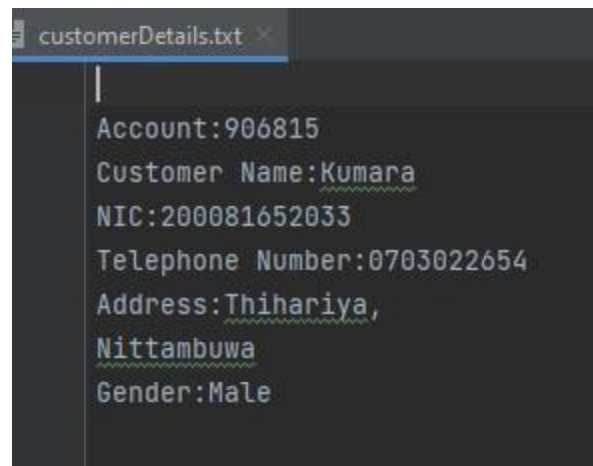 customerDetails.txt
Account:906815
Customer Name:Kumara
NIC:200081652033
Telephone Number:0703022654
Address:Thihariya,
Nittambuwa
Gender:Male